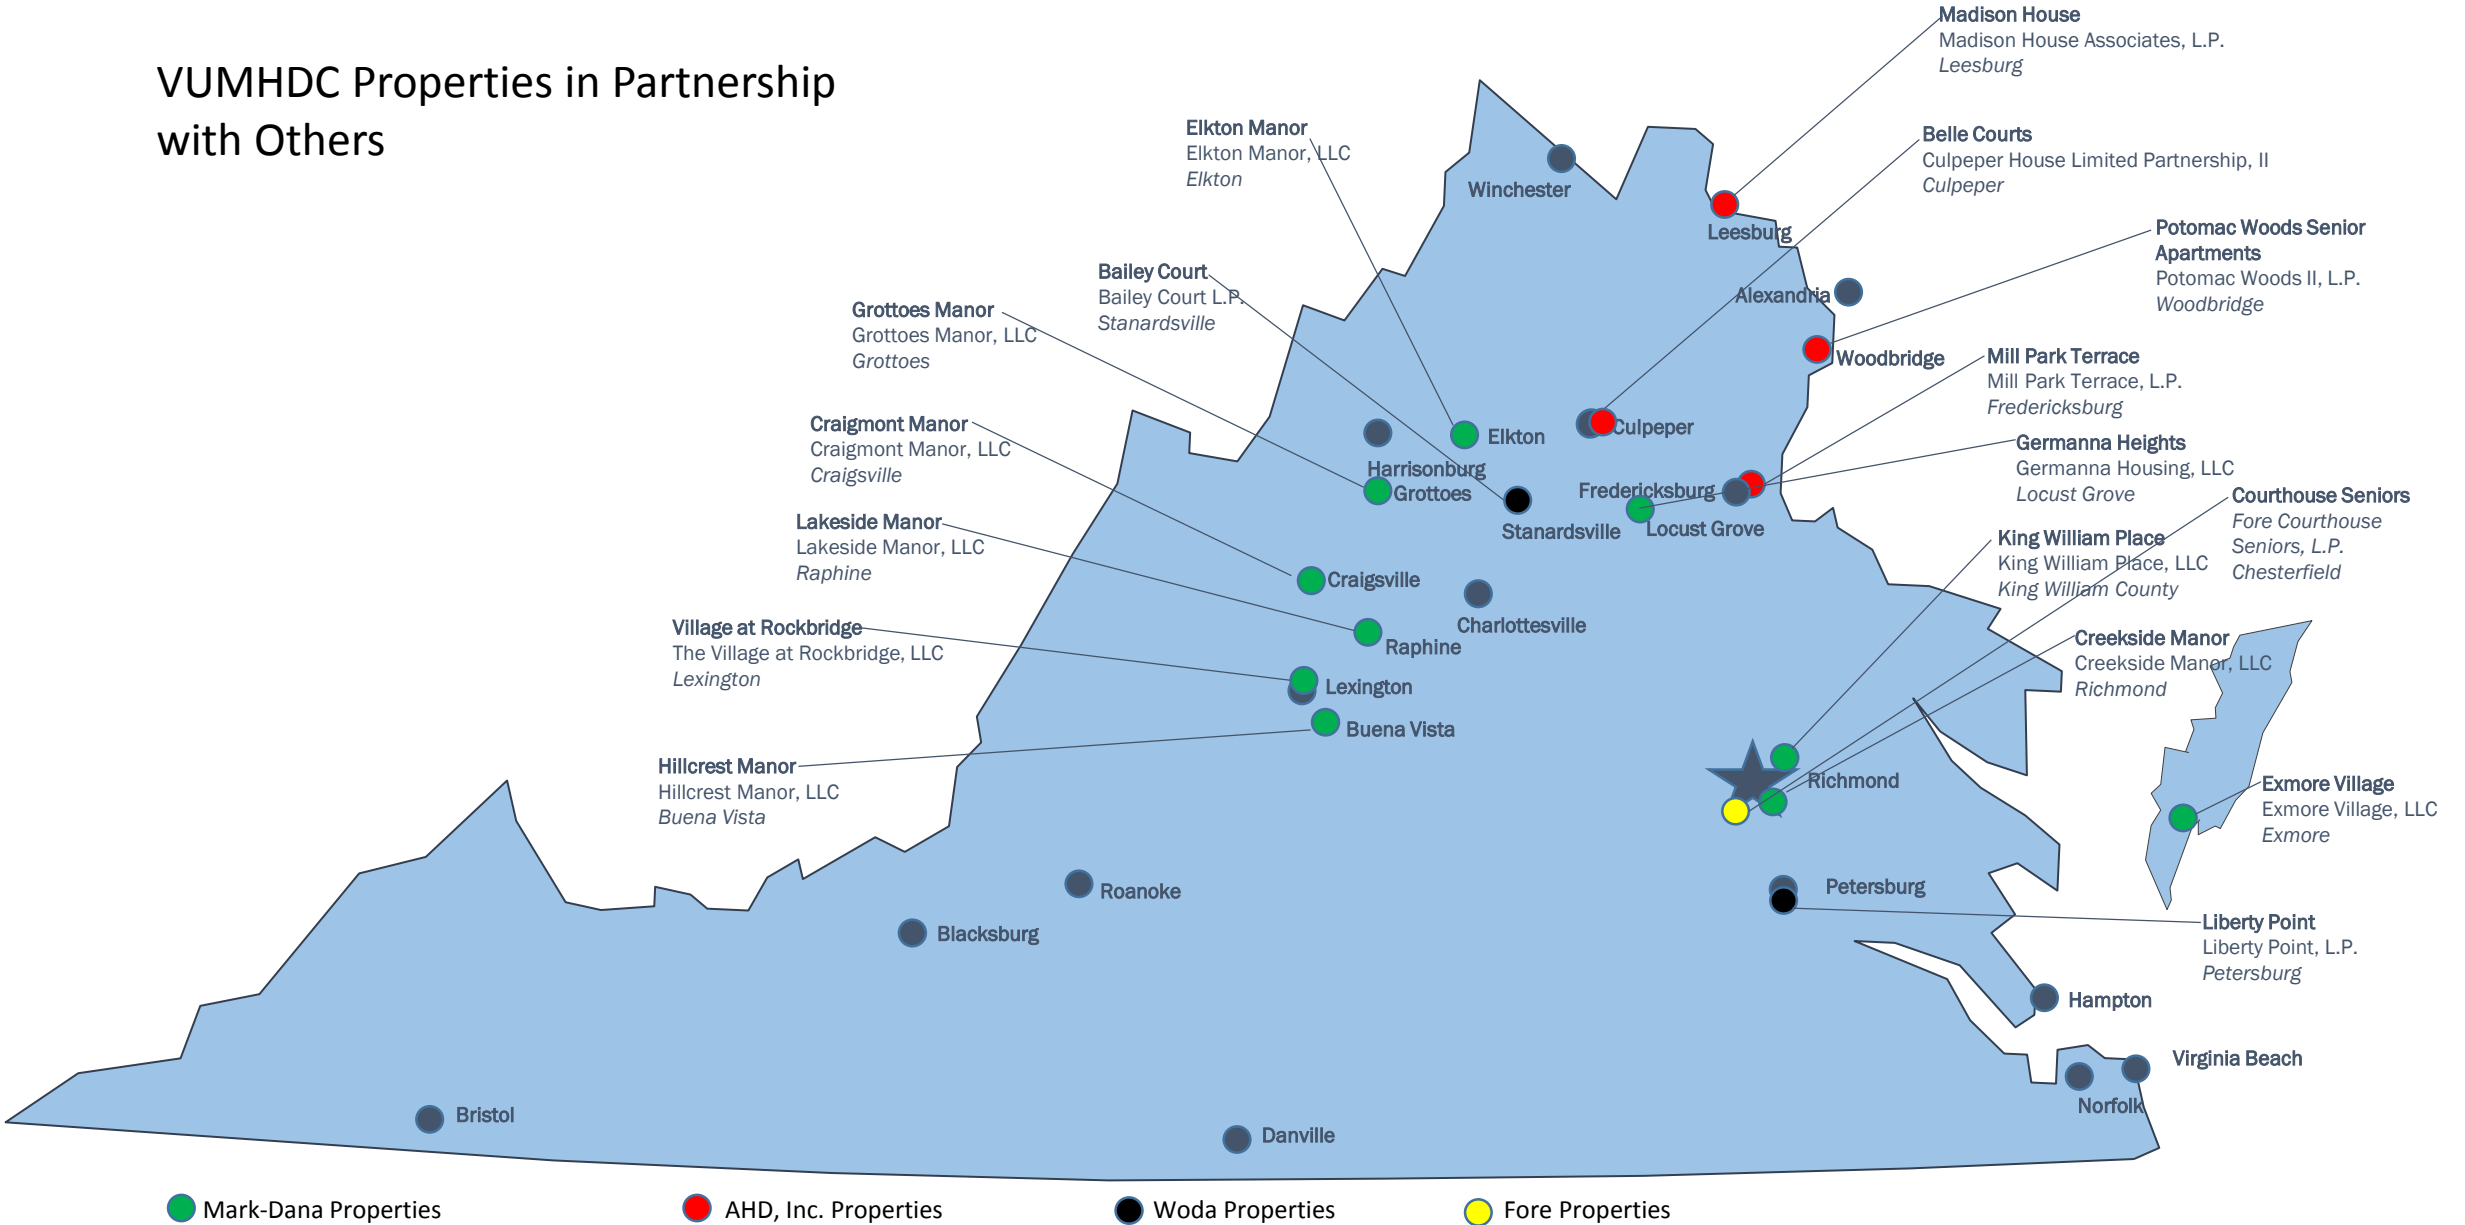 VUMHDC Properties in Partnership
with Others
Madison House
Madison House Associates, L.P.
Leesburg
Elkton Manor
Elkton Manor, LLC
Elkton
Belle Courts
Culpeper House Limited Partnership, II
Culpeper
Winchester
Leesburg
Potomac Woods Senior
Apartments
Potomac Woods II, L.P.
Woodbridge
Bailey Court
Bailey Court L.P.
Stanardsville
Alexandria
Grottoes Manor
Grottoes Manor, LLC
Grottoes
Woodbridge
Mill Park Terrace
Mill Park Terrace, L.P.
Fredericksburg
Craigmont Manor
Craigmont Manor, LLC
Craigsville
Elkton
Culpeper
Harrisonburg
Grottoes
Fredericksburg
Germanna Heights
Germanna Housing, LLC
Locust Grove
Stanardsville
Locust Grove
Courthouse Seniors
Fore Courthouse
Seniors, L.P.
Chesterfield
Lakeside Manor
Lakeside Manor, LLC
Raphine
King William Place
King William Place, LLC
King William County
Craigsville
Charlottesville
Raphine
Village at Rockbridge
The Village at Rockbridge, LLC
Lexington
Creekside Manor
Creekside Manor, LLC
Richmond
Lexington
Buena Vista
Hillcrest Manor
Hillcrest Manor, LLC
Buena Vista
Richmond
Exmore Village
Exmore Village, LLC
Exmore
Roanoke
Petersburg
Blacksburg
Liberty Point
Liberty Point, L.P.
Petersburg
Hampton
Virginia Beach
Norfolk
Bristol
Danville
Mark-Dana Properties
AHD, Inc. Properties
Woda Properties
Fore Properties